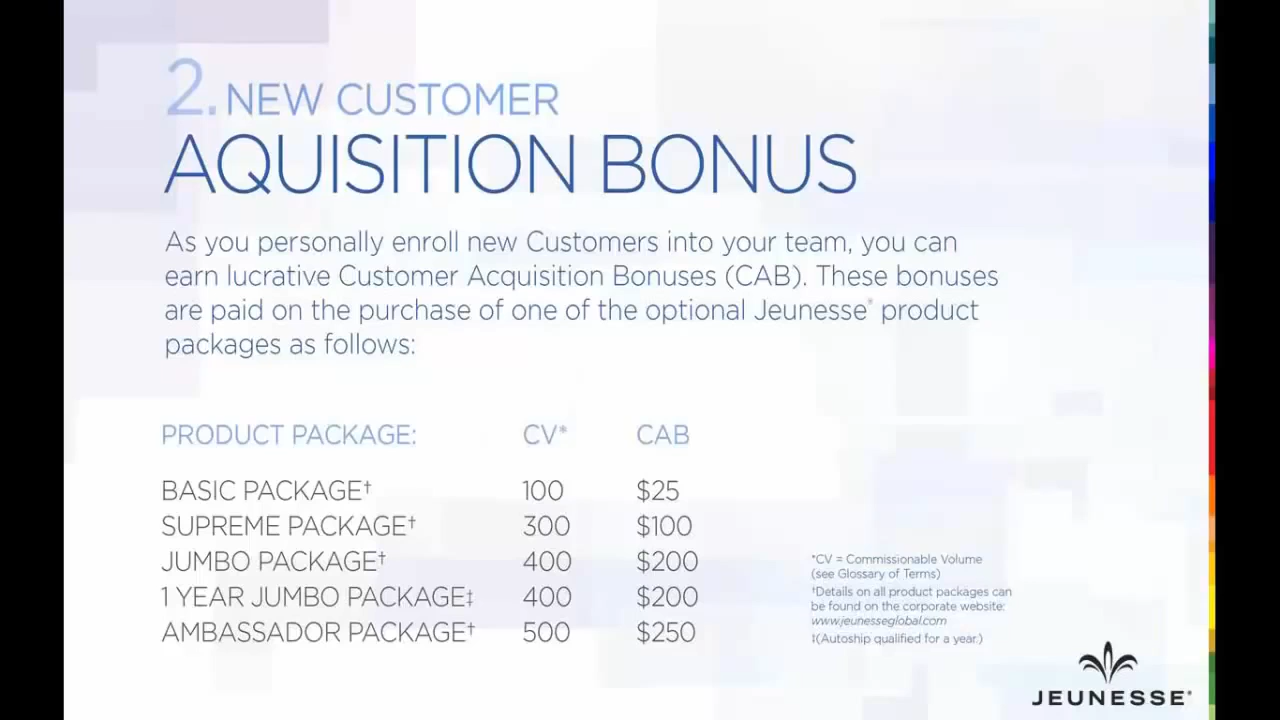 2. NEW CUSTOMER
AQUISITION BONUS
As you personally enroll new Customers into your team, you can
earn lucrative Customer Acquisition Bonuses (CAB). These bonuses
are paid on the purchase of one of the optional Jeunesse® product
packages as follows:
PRODUCT PACKAGE: CV* CAB
BASIC PACKAGE† 100 $25
SUPREME PACKAGE† 300 $100
JUMBO PACKAGE† 400 $200
1 YEAR JUMBO PACKAGE‡ 400 $200
AMBASSADOR PACKAGE† 500 $250
*CV = Commissionable Volume
(see Glossary of Terms)
†Details on all product packages can
be found on the corporate website:
www.jeunesseglobal.com
‡(Autoship qualified for a year.)
JEUNESSE®